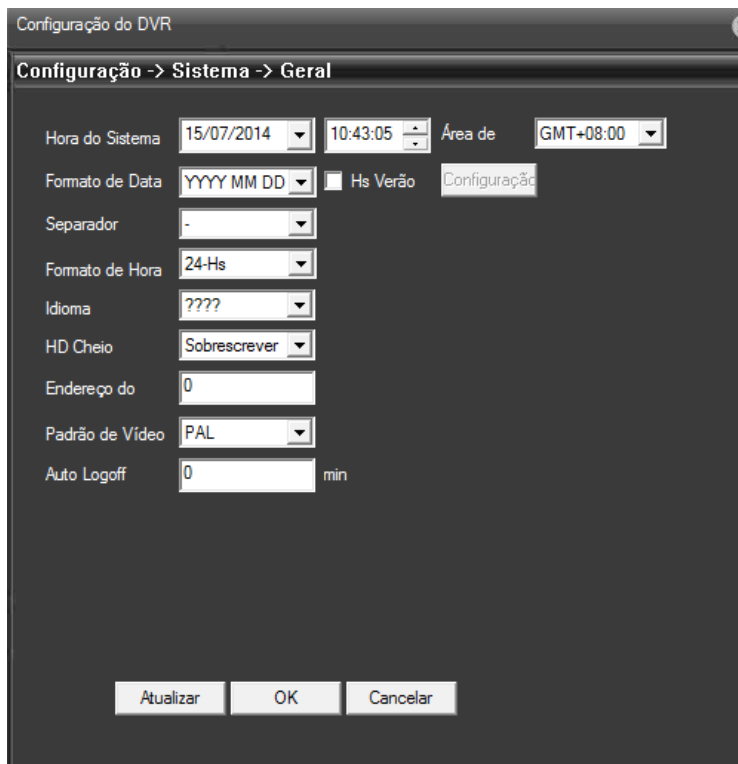 Configuração do DVR
Configuração -> Sistema -> Geral
Hora do Sistema 15/07/2014 10:43:05 Área de GMT+08:00
Formato de Data YYYY MM DD Hs Verão Configuração
Separador -
Formato de Hora 24-Hs
Idioma ????
HD Cheio Sobrescrever
Endereço do 0
Padrão de Vídeo PAL
Auto Logoff 0 min
Atualizar OK Cancelar